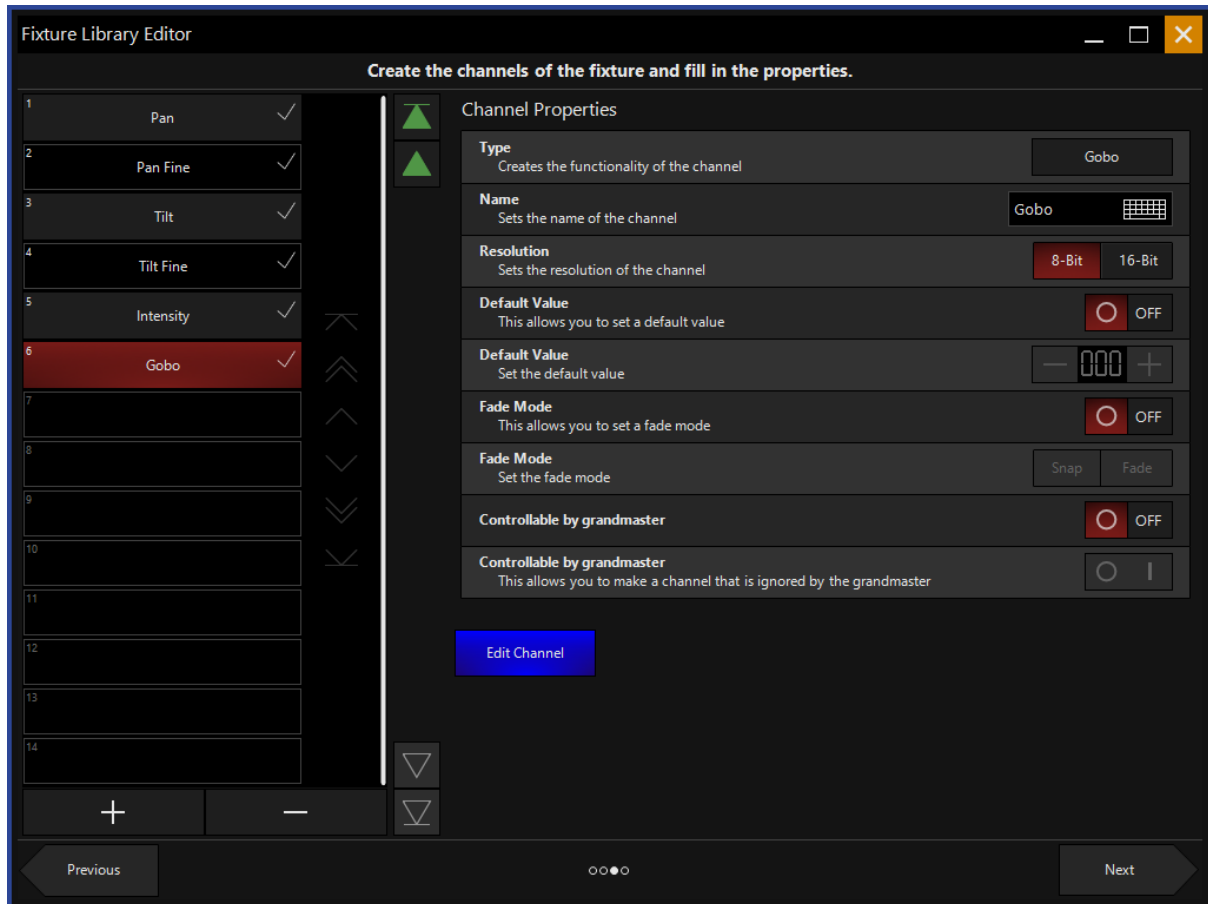 Fixture Library Editor
Create the channels of the fixture and fill in the properties.
1
Pan
2
Pan Fine
3
Tilt
4
Tilt Fine
5
Intensity
6
Gobo
7
8
9
10
11
12
13
14
Channel Properties
Type
Creates the functionality of the channel
Gobo
Name
Sets the name of the channel
Gobo
Resolution
Sets the resolution of the channel
8-Bit 16-Bit
Default Value
This allows you to set a default value
OFF
Default Value
Set the default value
000
Fade Mode
This allows you to set a fade mode
OFF
Fade Mode
Set the fade mode
Snap Fade
Controllable by grandmaster
OFF
Controllable by grandmaster
This allows you to make a channel that is ignored by the grandmaster
Edit Channel
Previous
Next